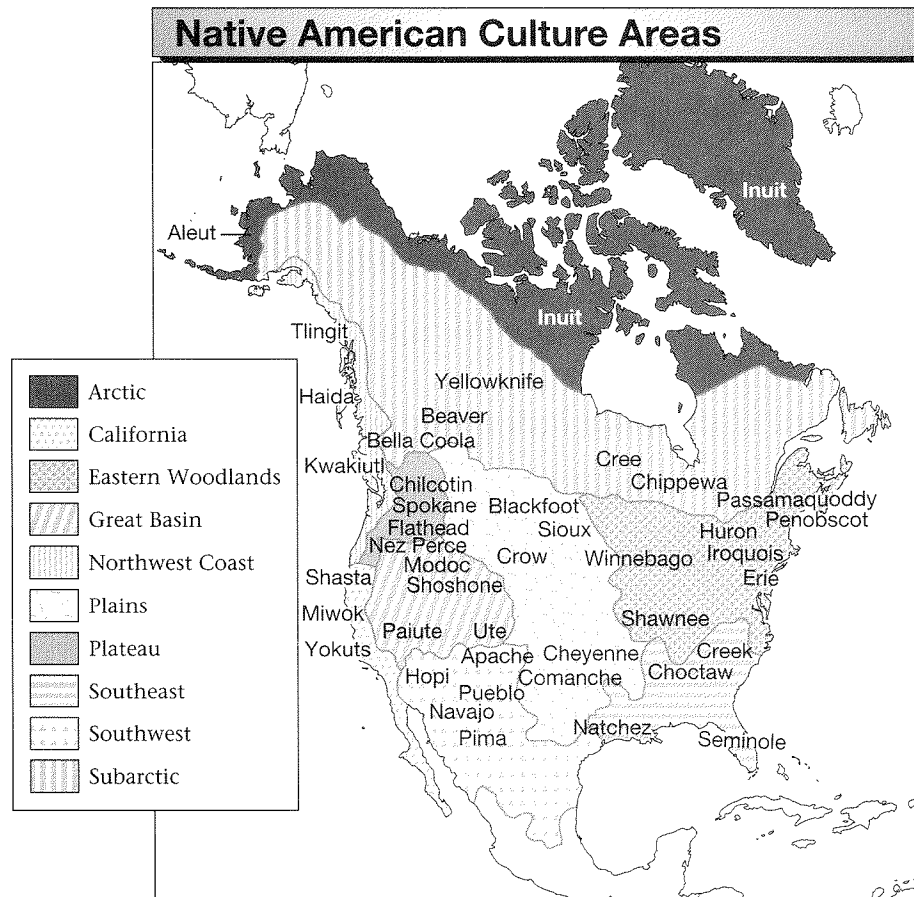 Native American Culture Areas
Inuit
Aleut
Inuit
Tlingit
Yellowknife
Haida
Beaver
Bella Coola
Kwakiutl
Cree
Chilcotin
Chippewa
Spokane
Blackfoot
Passamaquoddy
Flathead
Sioux
Penobscot
Huron
Nez Perce
Crow
Winnebago
Iroquois
Modoc
Shasta
Shoshone
Erie
Miwok
Shawnee
Paiute
Ute
Yokuts
Apache
Cheyenne
Creek
Hopi
Comanche
Choctaw
Pueblo
Navajo
Natchez
Pima
Seminole
Arctic
California
Eastern Woodlands
Great Basin
Northwest Coast
Plains
Plateau
Southeast
Southwest
Subarctic